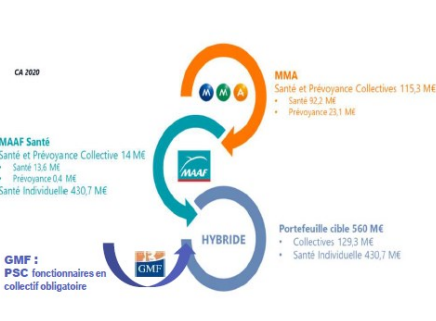 CA 2020
MMA
MMA
Santé et Prévoyance Collectives 115,3 M€
• Santé 92,2 M€
• Prévoyance 23,1 M€
MAAF Santé
Santé et Prévoyance Collective 14 M€
• Santé 13,6 M€
• Prévoyance 0,4 M€
Santé Individuelle 430,7 M€
MAAF
HYBRIDE
Portefeuille cible 560 M€
• Collectives 129,3 M€
• Santé Individuelle 430,7 M€
GMF :
PSC fonctionnaires en
collectif obligatoire
GMF